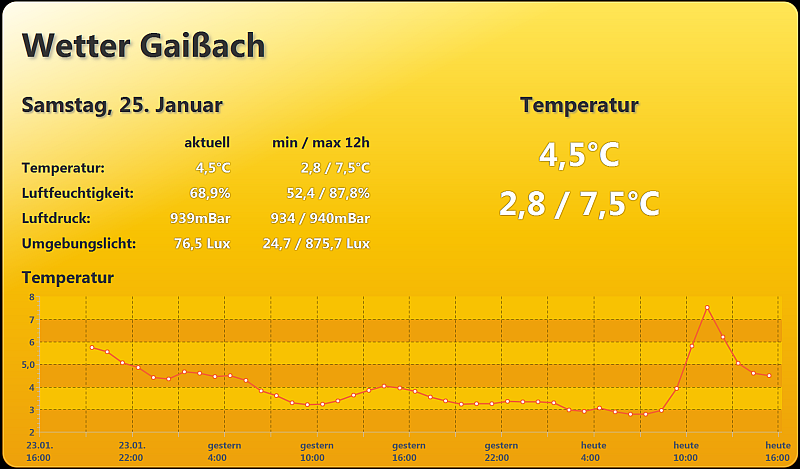 Wetter Gaißach
Samstag, 25. Januar
Temperatur
aktuell min / max 12h
4,5°C
Temperatur: 4,5°C 2,8 / 7,5°C
Luftfeuchtigkeit: 68,9% 52,4 / 87,8%
2,8 / 7,5°C
Luftdruck: 939mBar 934 / 940mBar
Umgebungslicht: 76,5 Lux 24,7 / 875,7 Lux
Temperatur
8
7
6
5,0
4
3
2
23.01. 23.01. gestern gestern gestern gestern heute heute heute
16:00 22:00 4:00 10:00 16:00 22:00 4:00 10:00 16:00